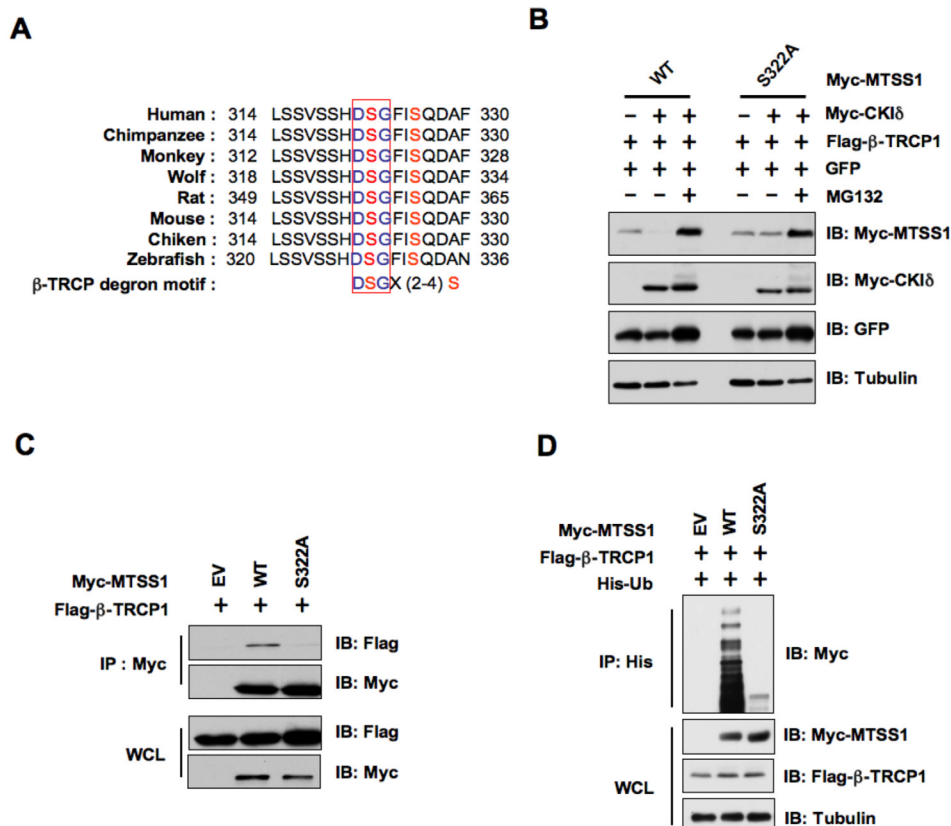 A
Human : 314 LSSVSSHDSGFISQDAF 330
Chimpanzee : 314 LSSVSSHDSGFISQDAF 330
Monkey : 312 LSSVSSHDSGFISQDAF 328
Wolf : 318 LSSVSSHDSGFISQDAF 334
Rat : 349 LSSVSSHDSGFISQDAF 365
Mouse : 314 LSSVSSHDSGFISQDAF 330
Chiken : 314 LSSVSSHDSGFISQDAF 330
Zebrafish : 320 LSSVSSHDSGFISQDAN 336
β-TRCP degron motif : DSGX (2-4) S
B
WT S322A Myc-MTSS1
– + + – + + Myc-CKIδ
+ + + + + + Flag-β-TRCP1
+ + + + + + GFP
– – + – – + MG132
IB: Myc-MTSS1
IB: Myc-CKIδ
IB: GFP
IB: Tubulin
C
Myc-MTSS1 EV WT S322A
Flag-β-TRCP1 + + +
IP : Myc
IB: Flag
IB: Myc
WCL
IB: Flag
IB: Myc
D
Myc-MTSS1 EV WT S322A
Flag-β-TRCP1 + + +
His-Ub + + +
IP: His
IB: Myc
WCL
IB: Myc-MTSS1
IB: Flag-β-TRCP1
IB: Tubulin